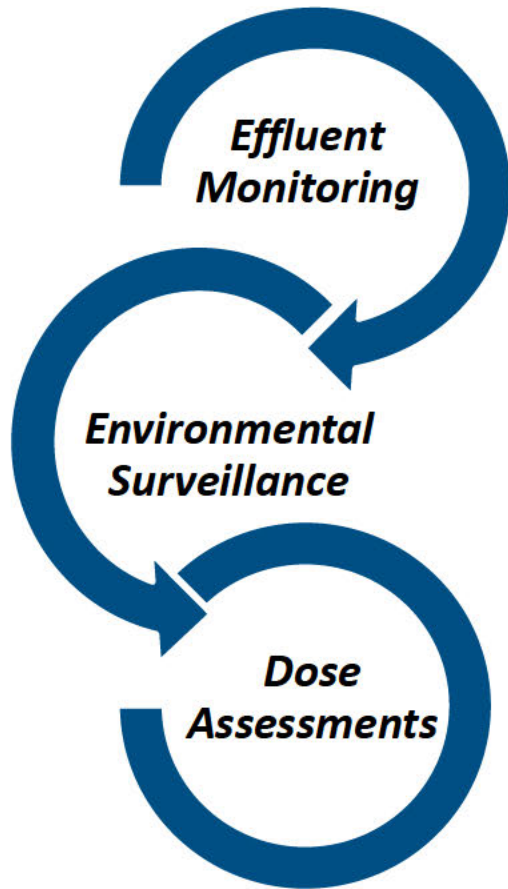 Effluent
Monitoring
Environmental
Surveillance
Dose
Assessments